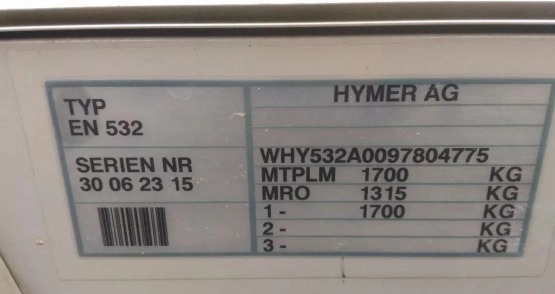 TYP
EN 532
SERIEN NR
30 06 23 15
HYMER AG
WHY532A0097804775
MTPLM 1700 KG
MRO 1315 KG
1 - 1700 KG
2 - KG
3 - KG